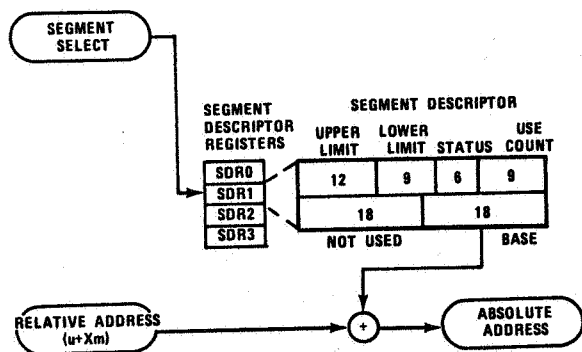 SEGMENT
SELECT
SEGMENT
DESCRIPTOR
REGISTERS
SEGMENT DESCRIPTOR
UPPER
LIMIT
LOWER
LIMIT
STATUS
USE
COUNT
SDR0
SDR1
SDR2
SDR3
12
9
6
9
18
18
NOT USED
BASE
RELATIVE ADDRESS
(u+Xm)
+
ABSOLUTE
ADDRESS